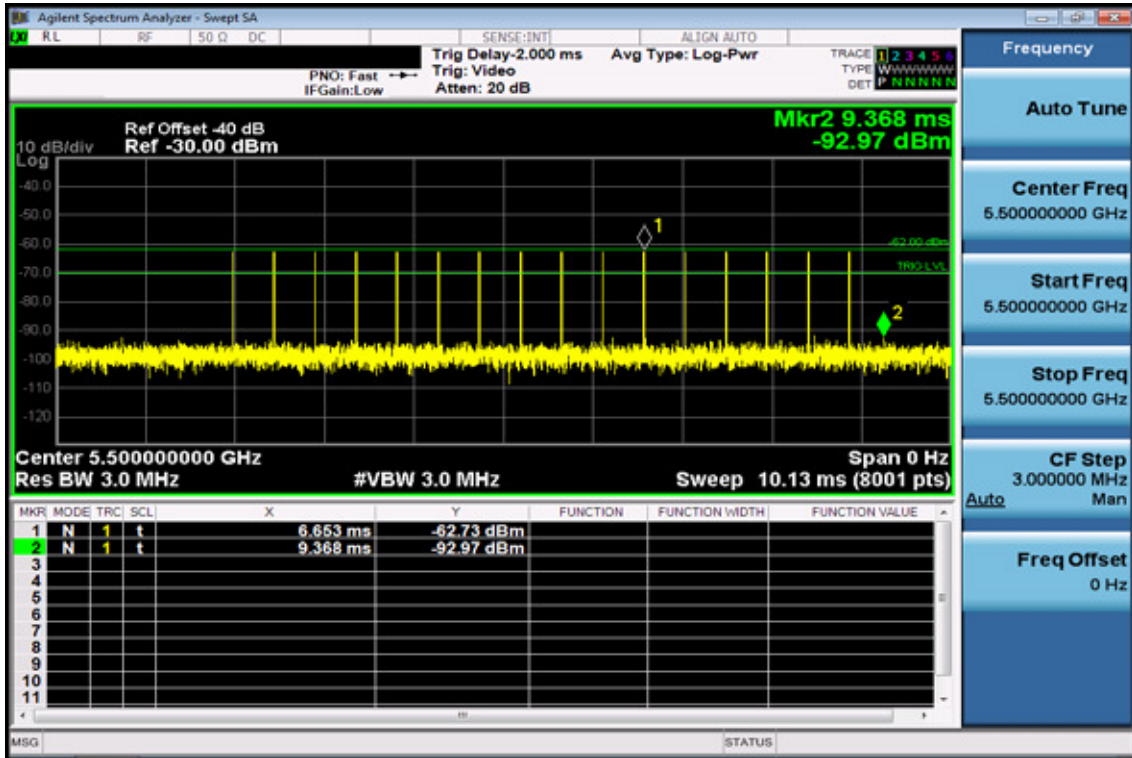 Agilent Spectrum Analyzer - Swept SA
RL RF 50 Ω DC SENSE:INT ALIGN AUTO
Trig Delay-2.000 ms Avg Type: Log-Pwr
PNO: Fast Trig: Video
IFGain:Low Atten: 20 dB
TRACE 1 2 3 4 5 6
TYPE WWWWWW
DET P N N N N N
Frequency
Auto Tune
Center Freq
5.500000000 GHz
Start Freq
5.500000000 GHz
Stop Freq
5.500000000 GHz
CF Step
3.000000 MHz
Auto Man
Freq Offset
0 Hz
Mkr2 9.368 ms
-92.97 dBm
Ref Offset -40 dB
10 dB/div Ref -30.00 dBm
Log
-40.0
-50.0
-60.0
-70.0
-80.0
-90.0
-100
-110
-120
1
-62.00 dBm
TRIG LVL
2
Center 5.500000000 GHz Span 0 Hz
Res BW 3.0 MHz #VBW 3.0 MHz Sweep 10.13 ms (8001 pts)
MKR MODE TRC SCL X Y FUNCTION FUNCTION WIDTH FUNCTION VALUE
1 N 1 t 6.653 ms -62.73 dBm
2 N 1 t 9.368 ms -92.97 dBm
3
4
5
6
7
8
9
10
11
MSG STATUS